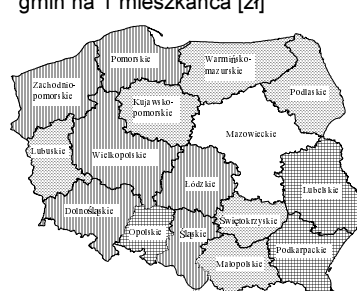 gmin na 1 mieszkańca [zł]
Pomorskie
Warmińsko-
mazurskie
Zachodnio-
pomorskie
Podlaskie
Kujawsko-
pomorskie
Mazowieckie
Lubuskie
Wielkopolskie
Łódzkie
Lubelskie
Dolnośląskie
Świętokrzyskie
Opolskie
Śląskie
Podkarpackie
Małopolskie